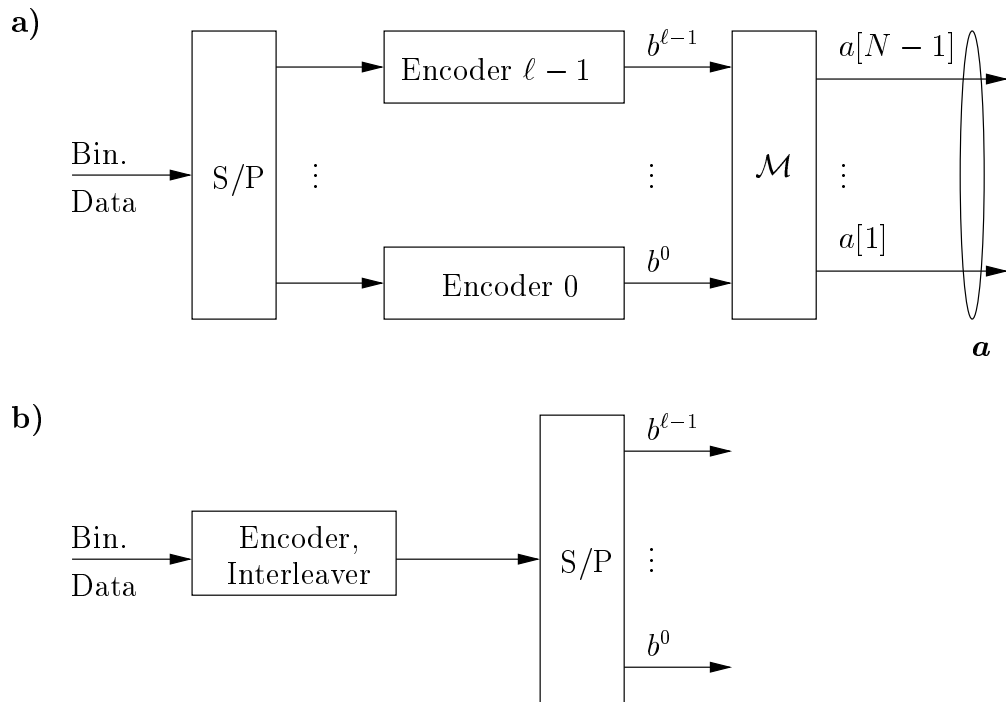 a)
b^{ℓ−1}
a[N − 1]
Encoder ℓ − 1
Bin.
S/P
⋮
⋮
ℳ
⋮
Data
a[1]
b^0
Encoder 0
a
b)
b^{ℓ−1}
Bin.
Encoder,
S/P
⋮
Data
Interleaver
b^0